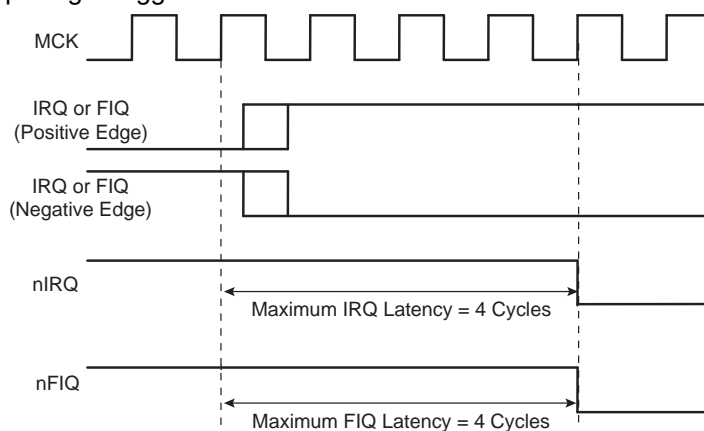 MCK
IRQ or FIQ
(Positive Edge)
IRQ or FIQ
(Negative Edge)
nIRQ
Maximum IRQ Latency = 4 Cycles
nFIQ
Maximum FIQ Latency = 4 Cycles